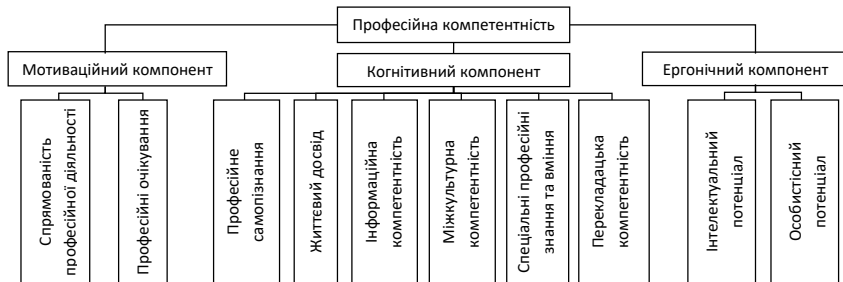 Професійна компетентність
Мотиваційний компонент
Когнітивний компонент
Ергонічний компонент
Спрямованість
професійної діяльності
Професійні очікування
Професійне
самопізнання
Життєвий досвід
Інформаційна
компетентність
Міжкультурна
компетентність
Спеціальні професійні
знання та вміння
Перекладацька
компетентність
Інтелектуальний
потенціал
Особистісний
потенціал